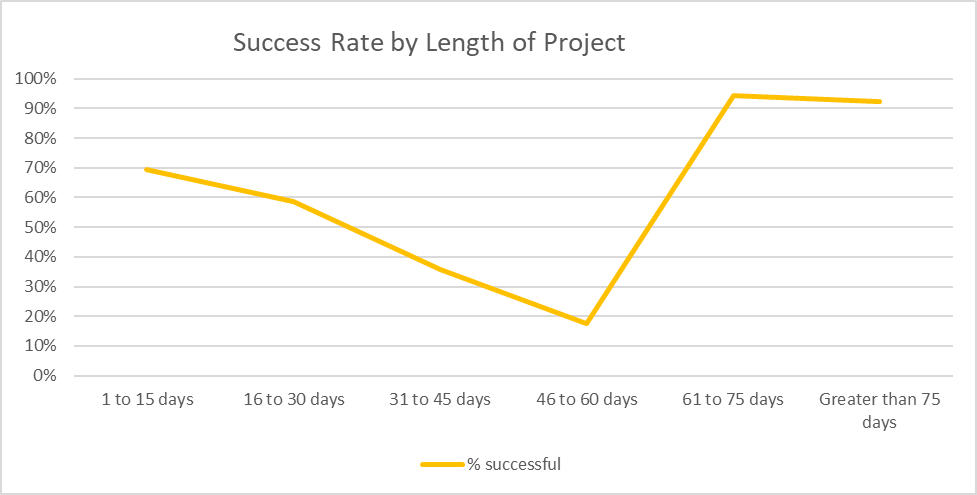 Success Rate by Length of Project
100%
90%
80%
70%
60%
50%
40%
30%
20%
10%
0%
1 to 15 days
16 to 30 days
31 to 45 days
46 to 60 days
61 to 75 days
Greater than 75
days
% successful